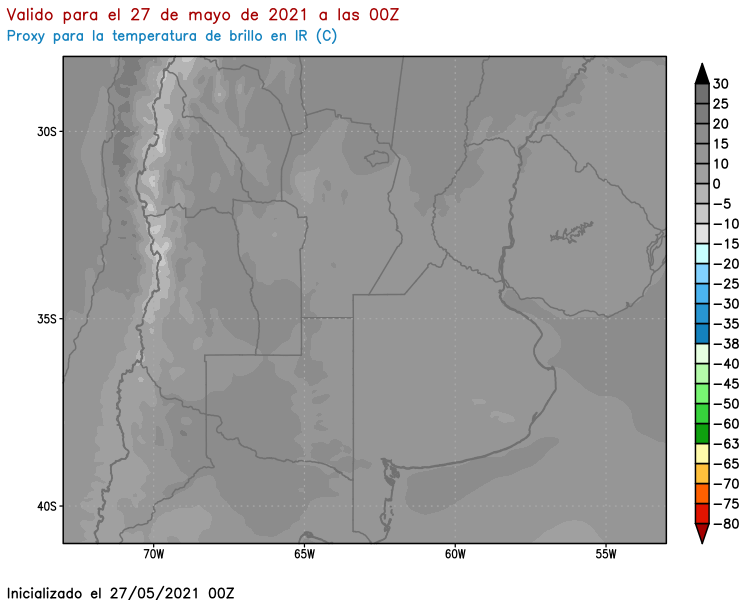 Valido para el 27 de mayo de 2021 a las 00Z
Proxy para la temperatura de brillo en IR (C)
30S
35S
40S
70W
65W
60W
55W
30
25
20
15
10
0
−5
−10
−15
−20
−25
−30
−35
−38
−40
−45
−50
−60
−63
−65
−70
−75
−80
Inicializado el 27/05/2021 00Z